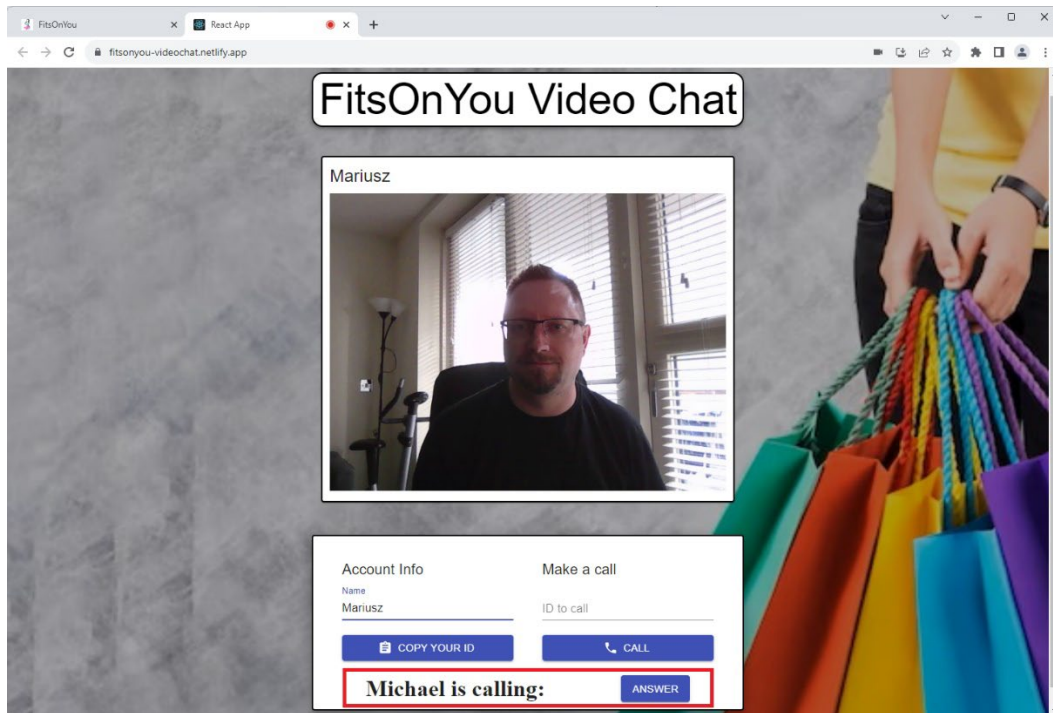 FitsOnYou
React App
fitsonyou-videochat.netlify.app
FitsOnYou Video Chat
Mariusz
Account Info
Make a call
Name
Mariusz
ID to call
COPY YOUR ID
CALL
Michael is calling:
ANSWER